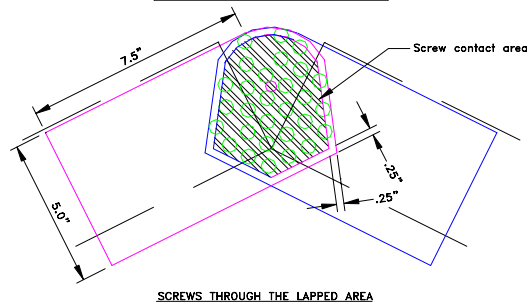 7.5"
Screw contact area
.25"
.25"
5.0"
SCREWS THROUGH THE LAPPED AREA